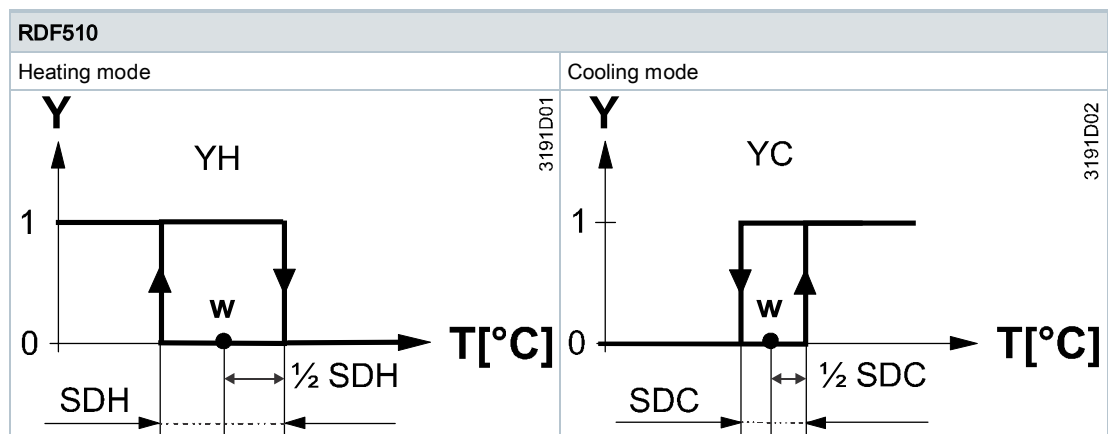 RDF510
Heating mode
Cooling mode
Y
YH
3191D01
1
w
0
T[°C]
½ SDH
SDH
Y
YC
3191D02
1
w
0
T[°C]
½ SDC
SDC